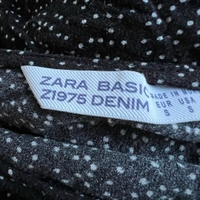 ZARA BASIC
Z1975 DENIM
MADE IN
EUR USA
S S